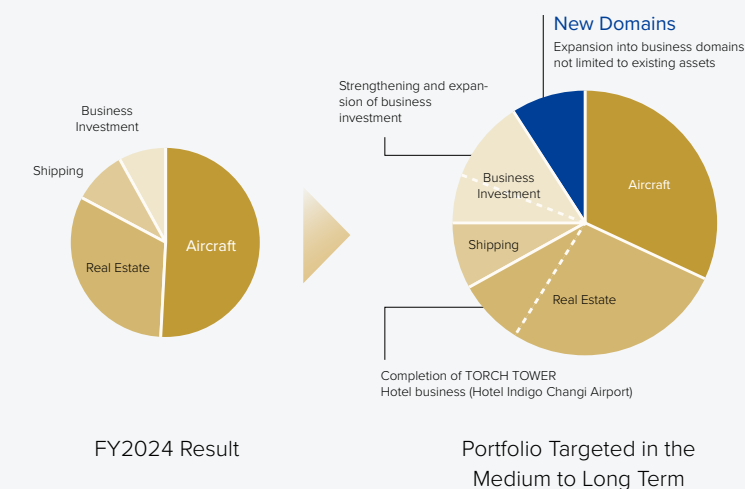 New Domains
Expansion into business domains
not limited to existing assets
Strengthening and expan-
sion of business
investment
Business
Investment
Shipping
Real Estate
Aircraft
Business
Investment
Shipping
Real Estate
Aircraft
Completion of TORCH TOWER
Hotel business (Hotel Indigo Changi Airport)
FY2024 Result
Portfolio Targeted in the
Medium to Long Term